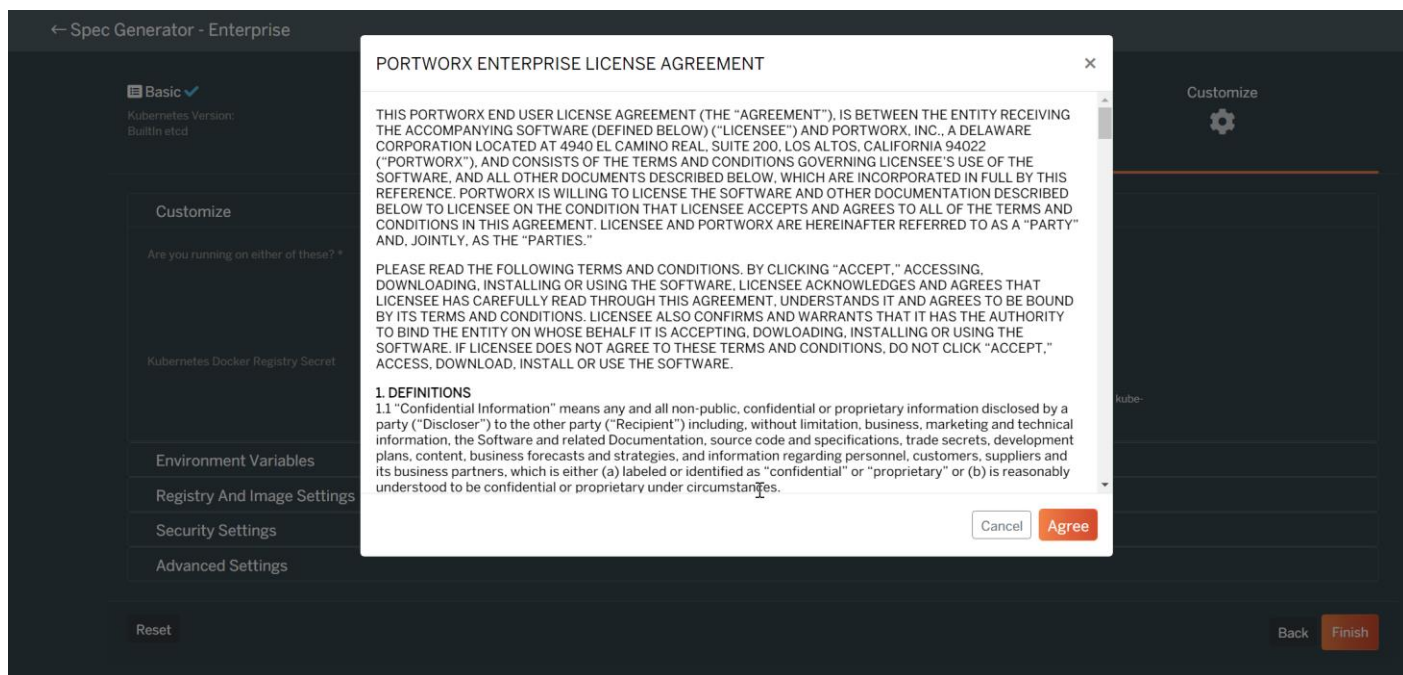 ← Spec Generator - Enterprise
Basic
Kubernetes Version:
BuiltIn etcd
Customize
PORTWORX ENTERPRISE LICENSE AGREEMENT
×
THIS PORTWORX END USER LICENSE AGREEMENT (THE “AGREEMENT”), IS BETWEEN THE ENTITY RECEIVING
THE ACCOMPANYING SOFTWARE (DEFINED BELOW) (“LICENSEE”) AND PORTWORX, INC., A DELAWARE
CORPORATION LOCATED AT 4940 EL CAMINO REAL, SUITE 200, LOS ALTOS, CALIFORNIA 94022
(“PORTWORX”), AND CONSISTS OF THE TERMS AND CONDITIONS GOVERNING LICENSEE’S USE OF THE
SOFTWARE, AND ALL OTHER DOCUMENTS DESCRIBED BELOW, WHICH ARE INCORPORATED IN FULL BY THIS
REFERENCE. PORTWORX IS WILLING TO LICENSE THE SOFTWARE AND OTHER DOCUMENTATION DESCRIBED
BELOW TO LICENSEE ON THE CONDITION THAT LICENSEE ACCEPTS AND AGREES TO ALL OF THE TERMS AND
CONDITIONS IN THIS AGREEMENT. LICENSEE AND PORTWORX ARE HEREINAFTER REFERRED TO AS A “PARTY”
AND, JOINTLY, AS THE “PARTIES.”
PLEASE READ THE FOLLOWING TERMS AND CONDITIONS. BY CLICKING “ACCEPT,” ACCESSING,
DOWNLOADING, INSTALLING OR USING THE SOFTWARE, LICENSEE ACKNOWLEDGES AND AGREES THAT
LICENSEE HAS CAREFULLY READ THROUGH THIS AGREEMENT, UNDERSTANDS IT AND AGREES TO BE BOUND
BY ITS TERMS AND CONDITIONS. LICENSEE ALSO CONFIRMS AND WARRANTS THAT IT HAS THE AUTHORITY
TO BIND THE ENTITY ON WHOSE BEHALF IT IS ACCEPTING, DOWLOADING, INSTALLING OR USING THE
SOFTWARE. IF LICENSEE DOES NOT AGREE TO THESE TERMS AND CONDITIONS, DO NOT CLICK “ACCEPT,”
ACCESS, DOWNLOAD, INSTALL OR USE THE SOFTWARE.
1. DEFINITIONS
1.1 “Confidential Information” means any and all non-public, confidential or proprietary information disclosed by a
party (“Discloser”) to the other party (“Recipient”) including, without limitation, business, marketing and technical
information, the Software and related Documentation, source code and specifications, trade secrets, development
plans, content, business forecasts and strategies, and information regarding personnel, customers, suppliers and
its business partners, which is either (a) labeled or identified as “confidential” or “proprietary” or (b) is reasonably
understood to be confidential or proprietary under circumstances.
Cancel
Agree
Customize
Are you running on either of these? *
Kubernetes Docker Registry Secret
kube-
Environment Variables
Registry And Image Settings
Security Settings
Advanced Settings
Reset
Back
Finish